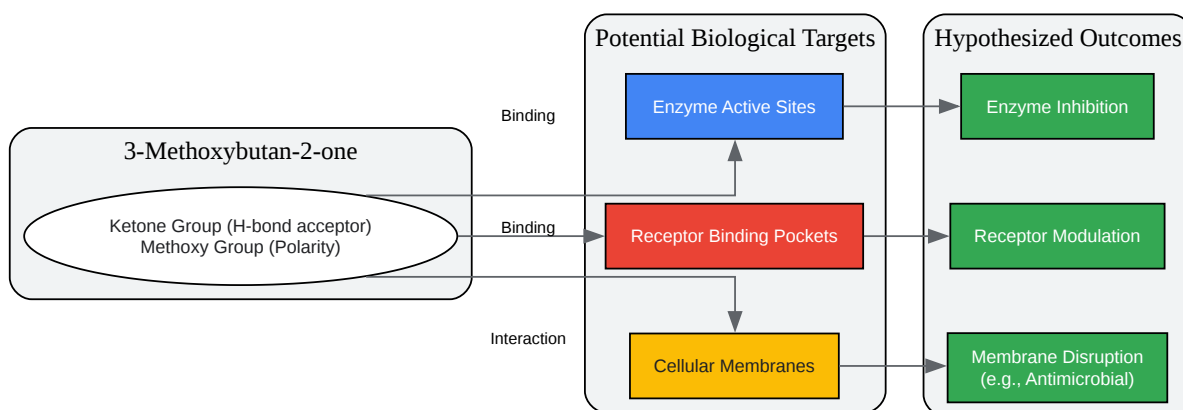 Potential Biological Targets
Hypothesized Outcomes
Binding
Enzyme Active Sites
Enzyme Inhibition
3-Methoxybutan-2-one
Ketone Group (H-bond acceptor)
Methoxy Group (Polarity)
Binding
Receptor Binding Pockets
Receptor Modulation
Interaction
Cellular Membranes
Membrane Disruption
(e.g., Antimicrobial)